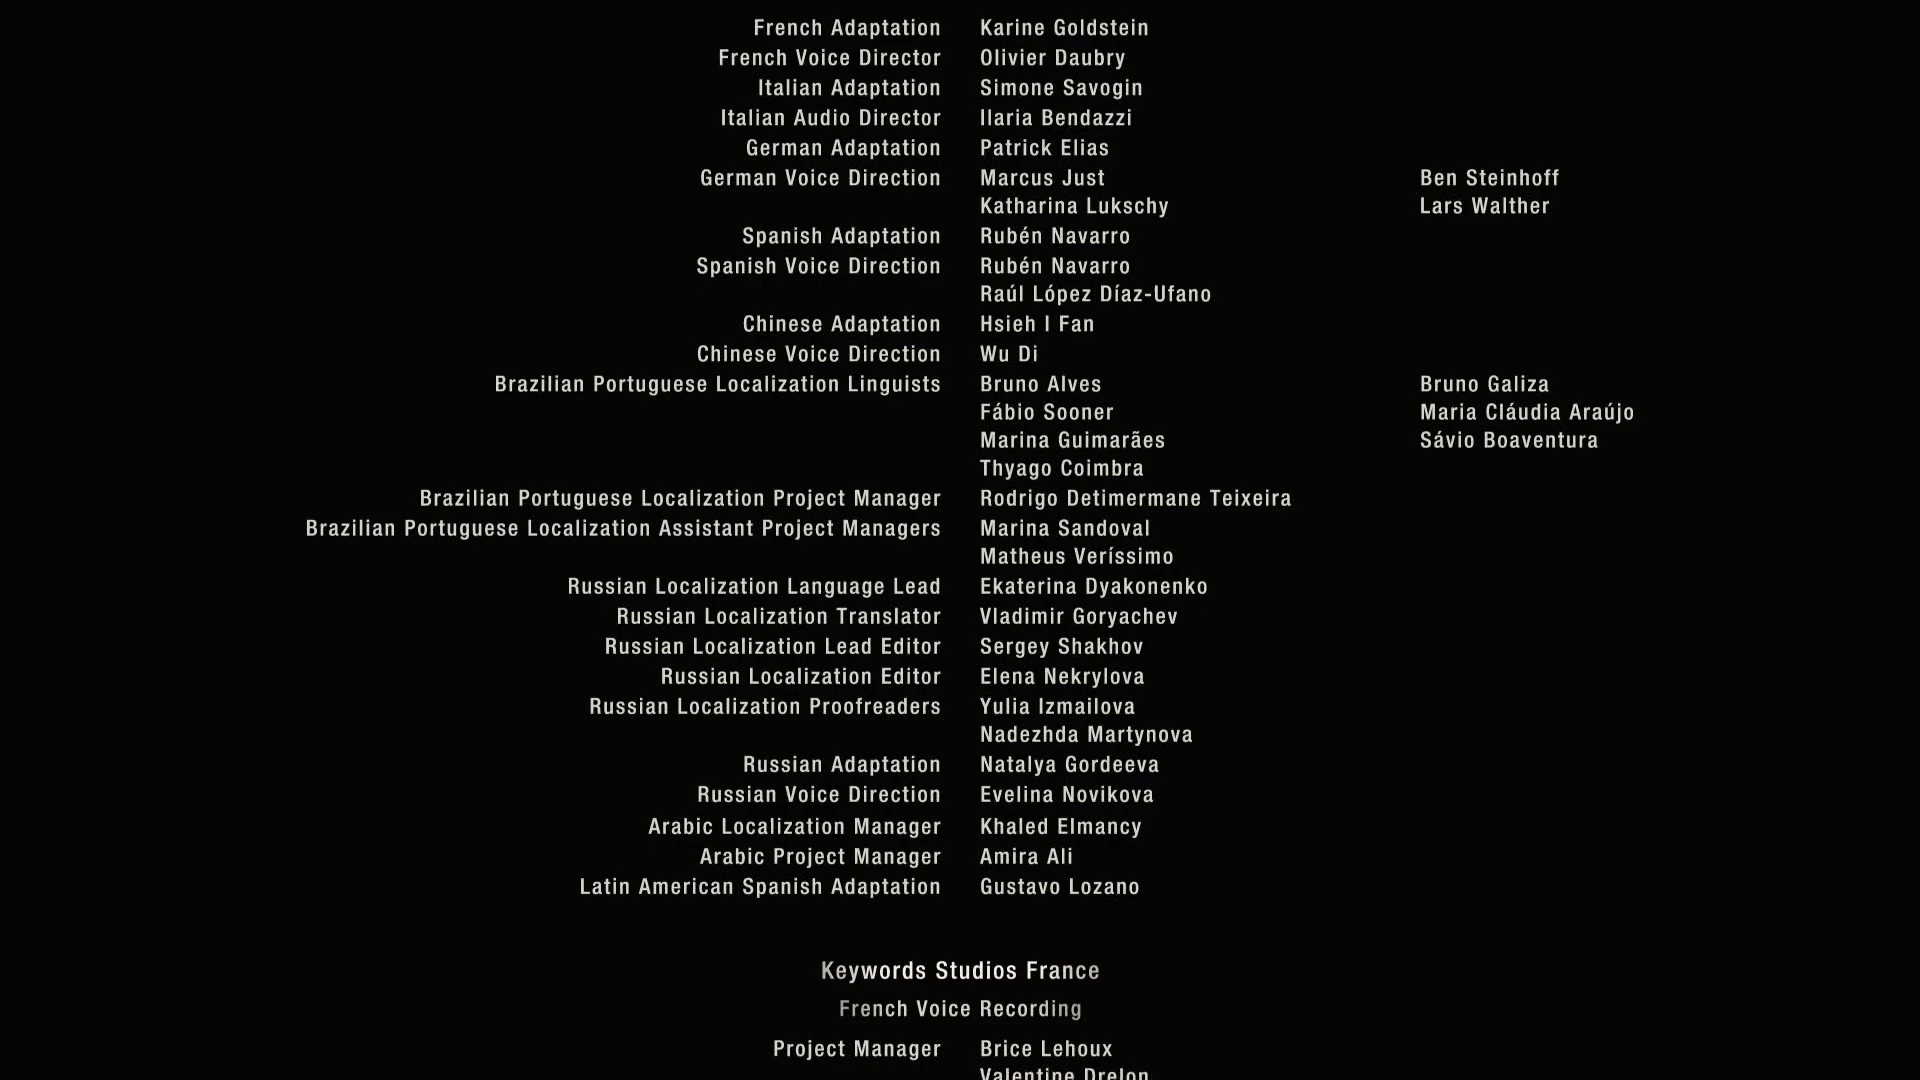 French Adaptation Karine Goldstein
French Voice Director Olivier Daubry
Italian Adaptation Simone Savogin
Italian Audio Director Ilaria Bendazzi
German Adaptation Patrick Elias
German Voice Direction Marcus Just Ben Steinhoff
Katharina Lukschy Lars Walther
Spanish Adaptation Rubén Navarro
Spanish Voice Direction Rubén Navarro
Raúl López Díaz-Ufano
Chinese Adaptation Hsieh I Fan
Chinese Voice Direction Wu Di
Brazilian Portuguese Localization Linguists Bruno Alves Bruno Galiza
Fábio Sooner Maria Cláudia Araújo
Marina Guimarães Sávio Boaventura
Thyago Coimbra
Brazilian Portuguese Localization Project Manager Rodrigo Detimermane Teixeira
Brazilian Portuguese Localization Assistant Project Managers Marina Sandoval
Matheus Veríssimo
Russian Localization Language Lead Ekaterina Dyakonenko
Russian Localization Translator Vladimir Goryachev
Russian Localization Lead Editor Sergey Shakhov
Russian Localization Editor Elena Nekrylova
Russian Localization Proofreaders Yulia Izmailova
Nadezhda Martynova
Russian Adaptation Natalya Gordeeva
Russian Voice Direction Evelina Novikova
Arabic Localization Manager Khaled Elmancy
Arabic Project Manager Amira Ali
Latin American Spanish Adaptation Gustavo Lozano
Keywords Studios France
French Voice Recording
Project Manager Brice Lehoux
Valentine Drelon